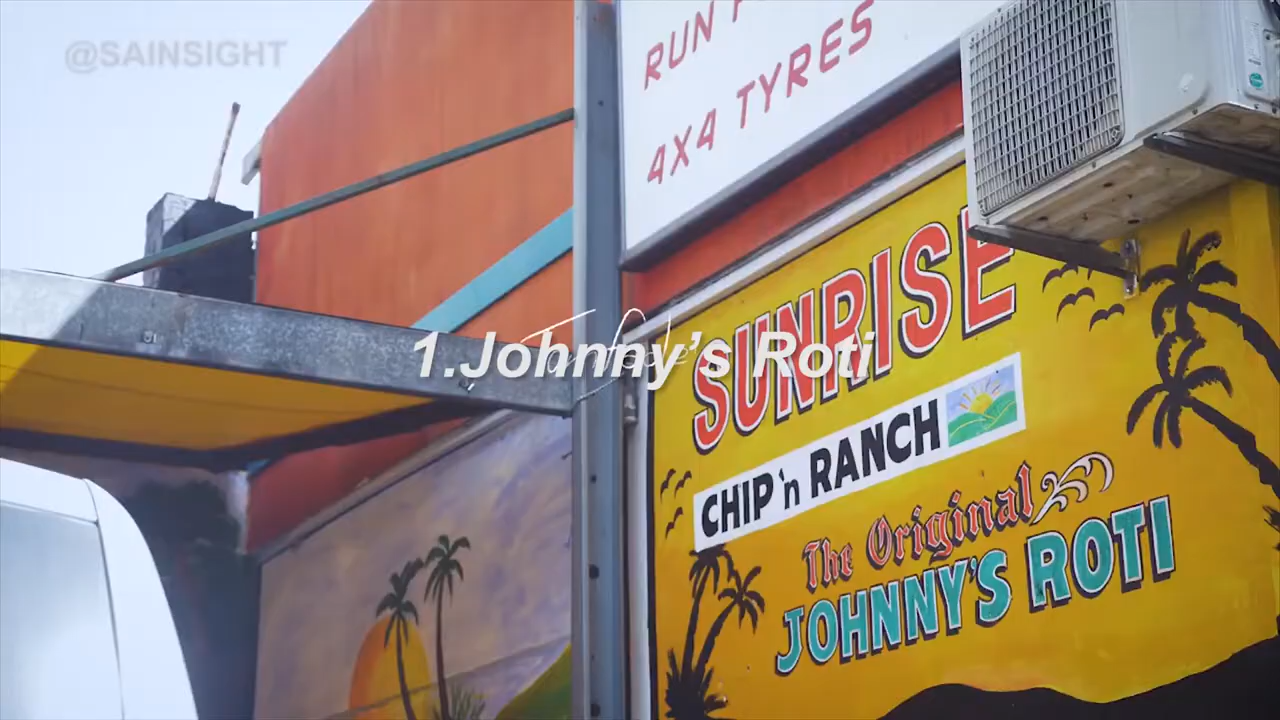 @SAINSIGHT
RUN
4X4 TYRES
1.Johnny's Roti
SUNRISE
CHIP 'n RANCH
The Original
JOHNNY'S ROTI